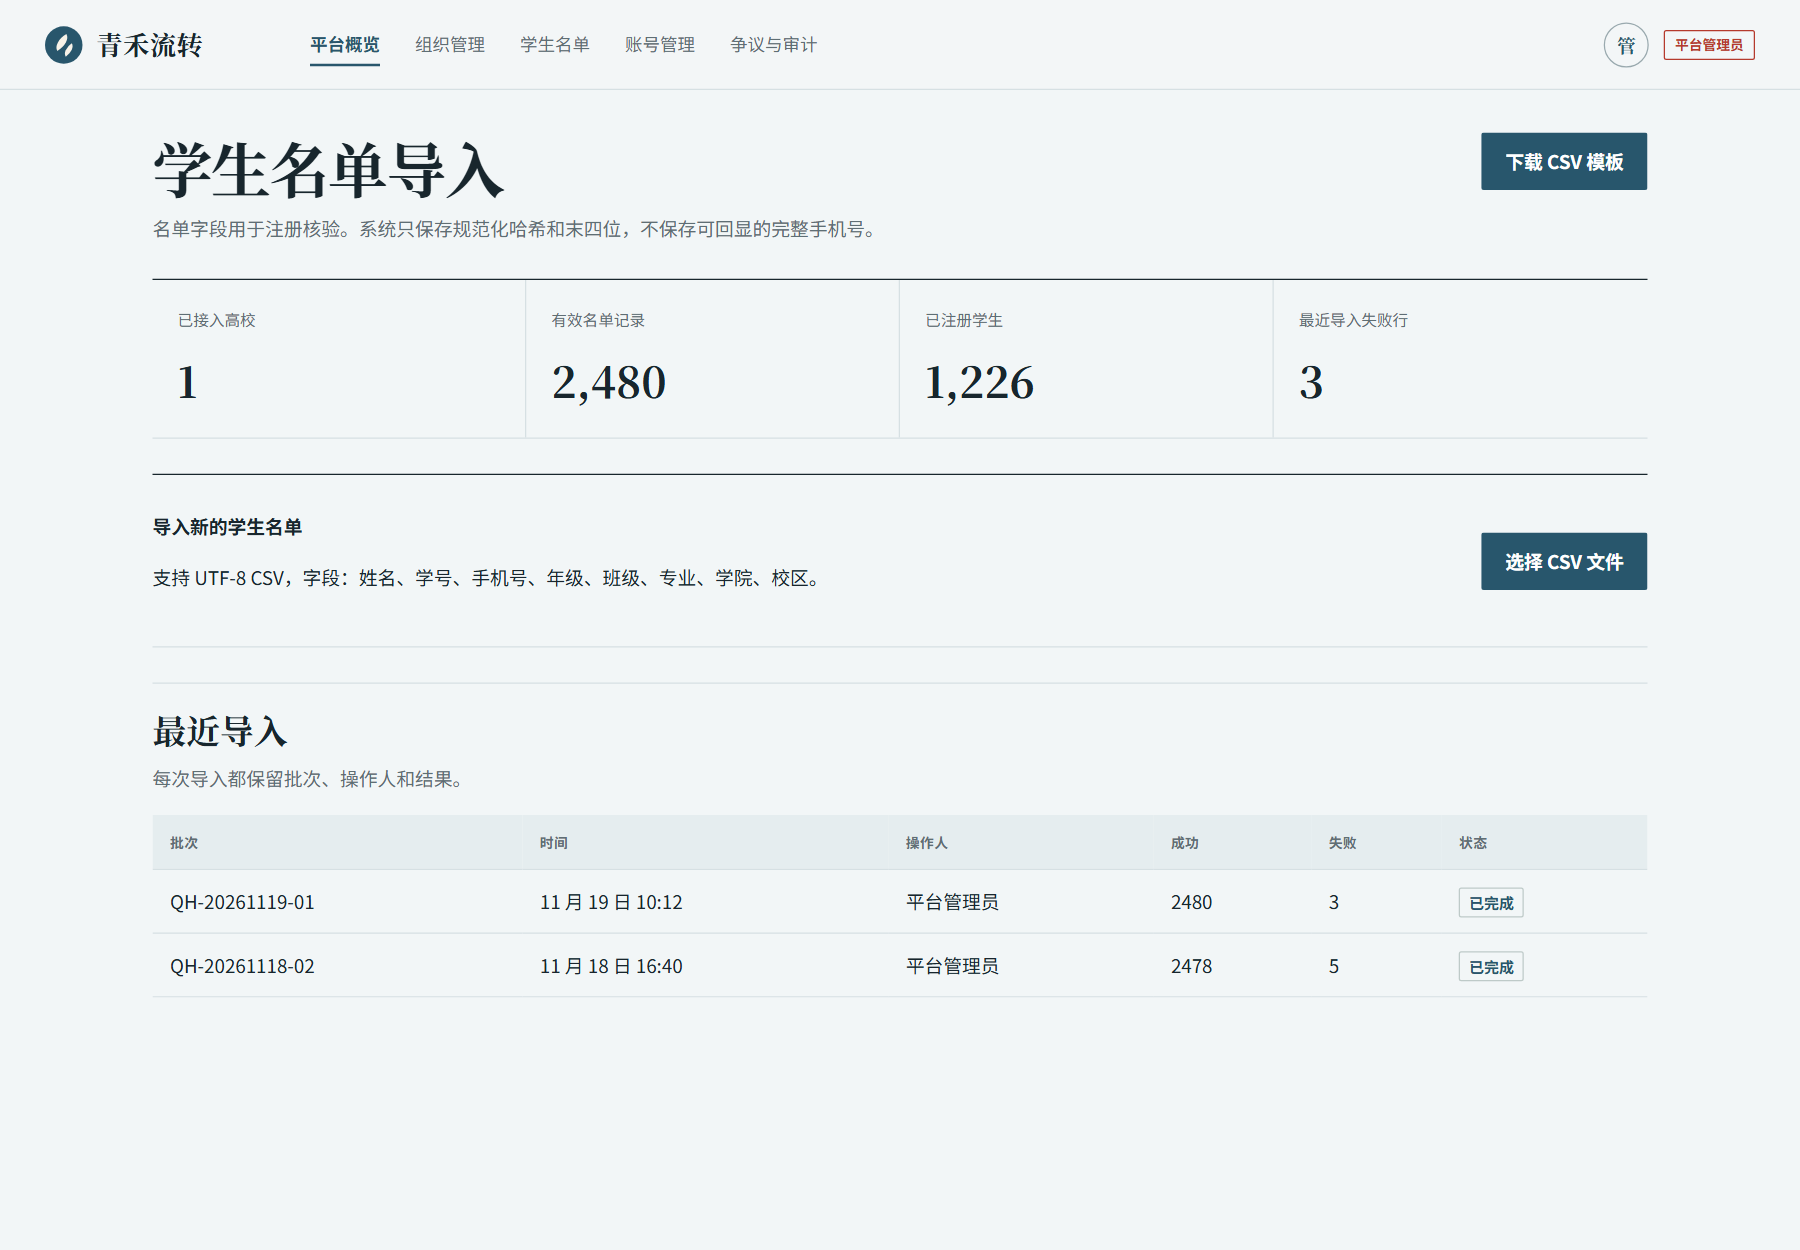 青禾流转
平台概览 组织管理 学生名单 账号管理 争议与审计
管 平台管理员
学生名单导入
下载 CSV 模板
名单字段用于注册核验。系统只保存规范化哈希和末四位，不保存可回显的完整手机号。
已接入高校 有效名单记录 已注册学生 最近导入失败行
1 2,480 1,226 3
导入新的学生名单
支持 UTF-8 CSV，字段：姓名、学号、手机号、年级、班级、专业、学院、校区。
选择 CSV 文件
最近导入
每次导入都保留批次、操作人和结果。
批次 时间 操作人 成功 失败 状态
QH-20261119-01 11 月 19 日 10:12 平台管理员 2480 3 已完成
QH-20261118-02 11 月 18 日 16:40 平台管理员 2478 5 已完成